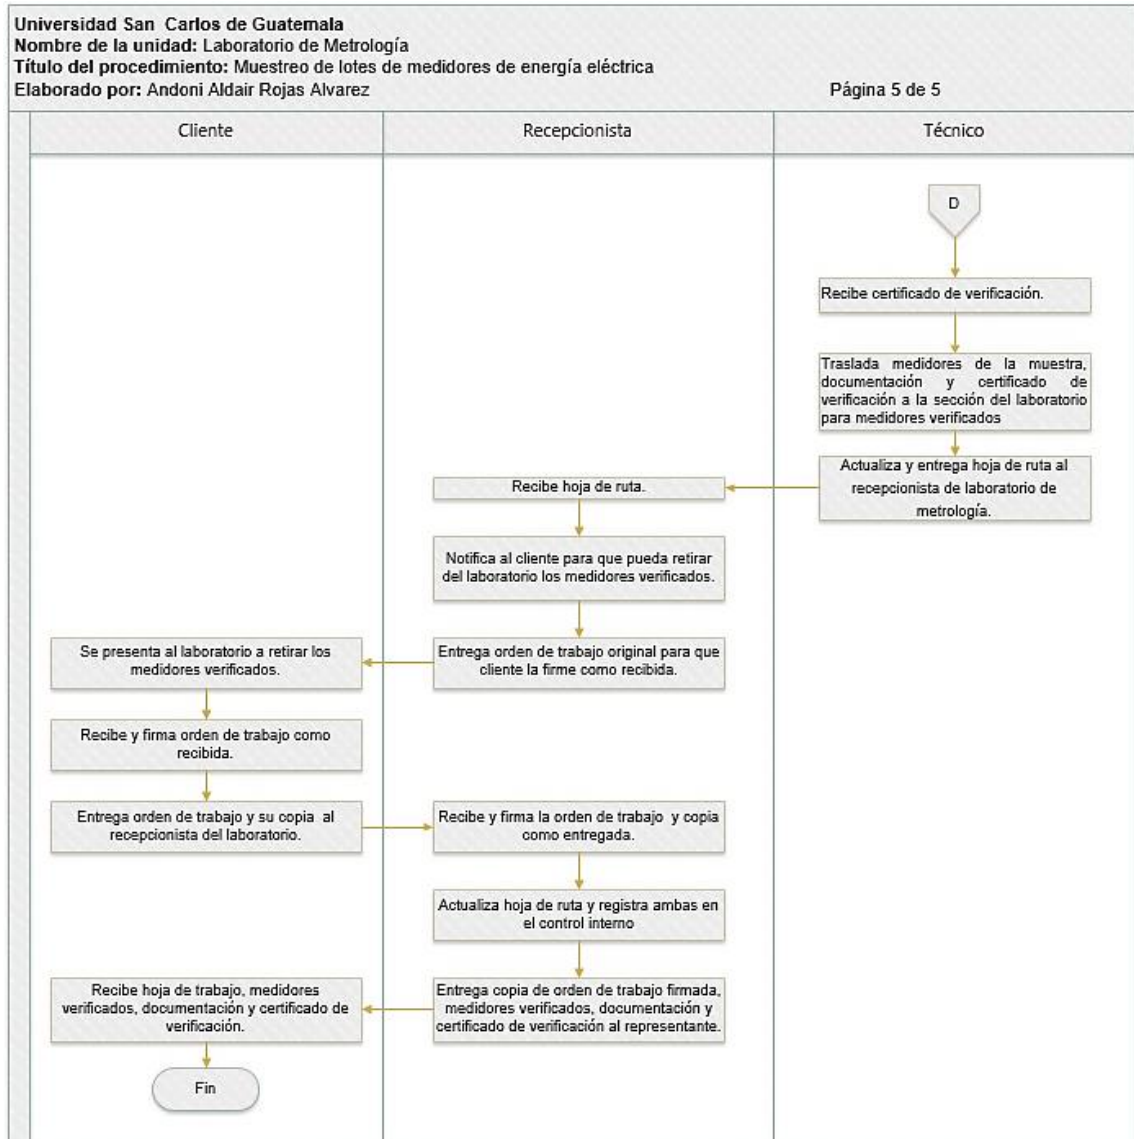 Universidad San Carlos de Guatemala
Nombre de la unidad: Laboratorio de Metrología
Título del procedimiento: Muestreo de lotes de medidores de energía eléctrica
Elaborado por: Andoni Aldair Rojas Alvarez
Página 5 de 5
Cliente
Recepcionista
Técnico
D
Recibe certificado de verificación.
Traslada medidores de la muestra,
documentación y certificado de
verificación a la sección del laboratorio
para medidores verificados
Actualiza y entrega hoja de ruta al
recepcionista de laboratorio de
metrología.
Recibe hoja de ruta.
Notifica al cliente para que pueda retirar
del laboratorio los medidores verificados.
Entrega orden de trabajo original para que
cliente la firme como recibida.
Se presenta al laboratorio a retirar los
medidores verificados.
Recibe y firma orden de trabajo como
recibida.
Entrega orden de trabajo y su copia al
recepcionista del laboratorio.
Recibe y firma la orden de trabajo y copia
como entregada.
Actualiza hoja de ruta y registra ambas en
el control interno
Entrega copia de orden de trabajo firmada,
medidores verificados, documentación y
certificado de verificación al representante.
Recibe hoja de trabajo, medidores
verificados, documentación y certificado de
verificación.
Fin